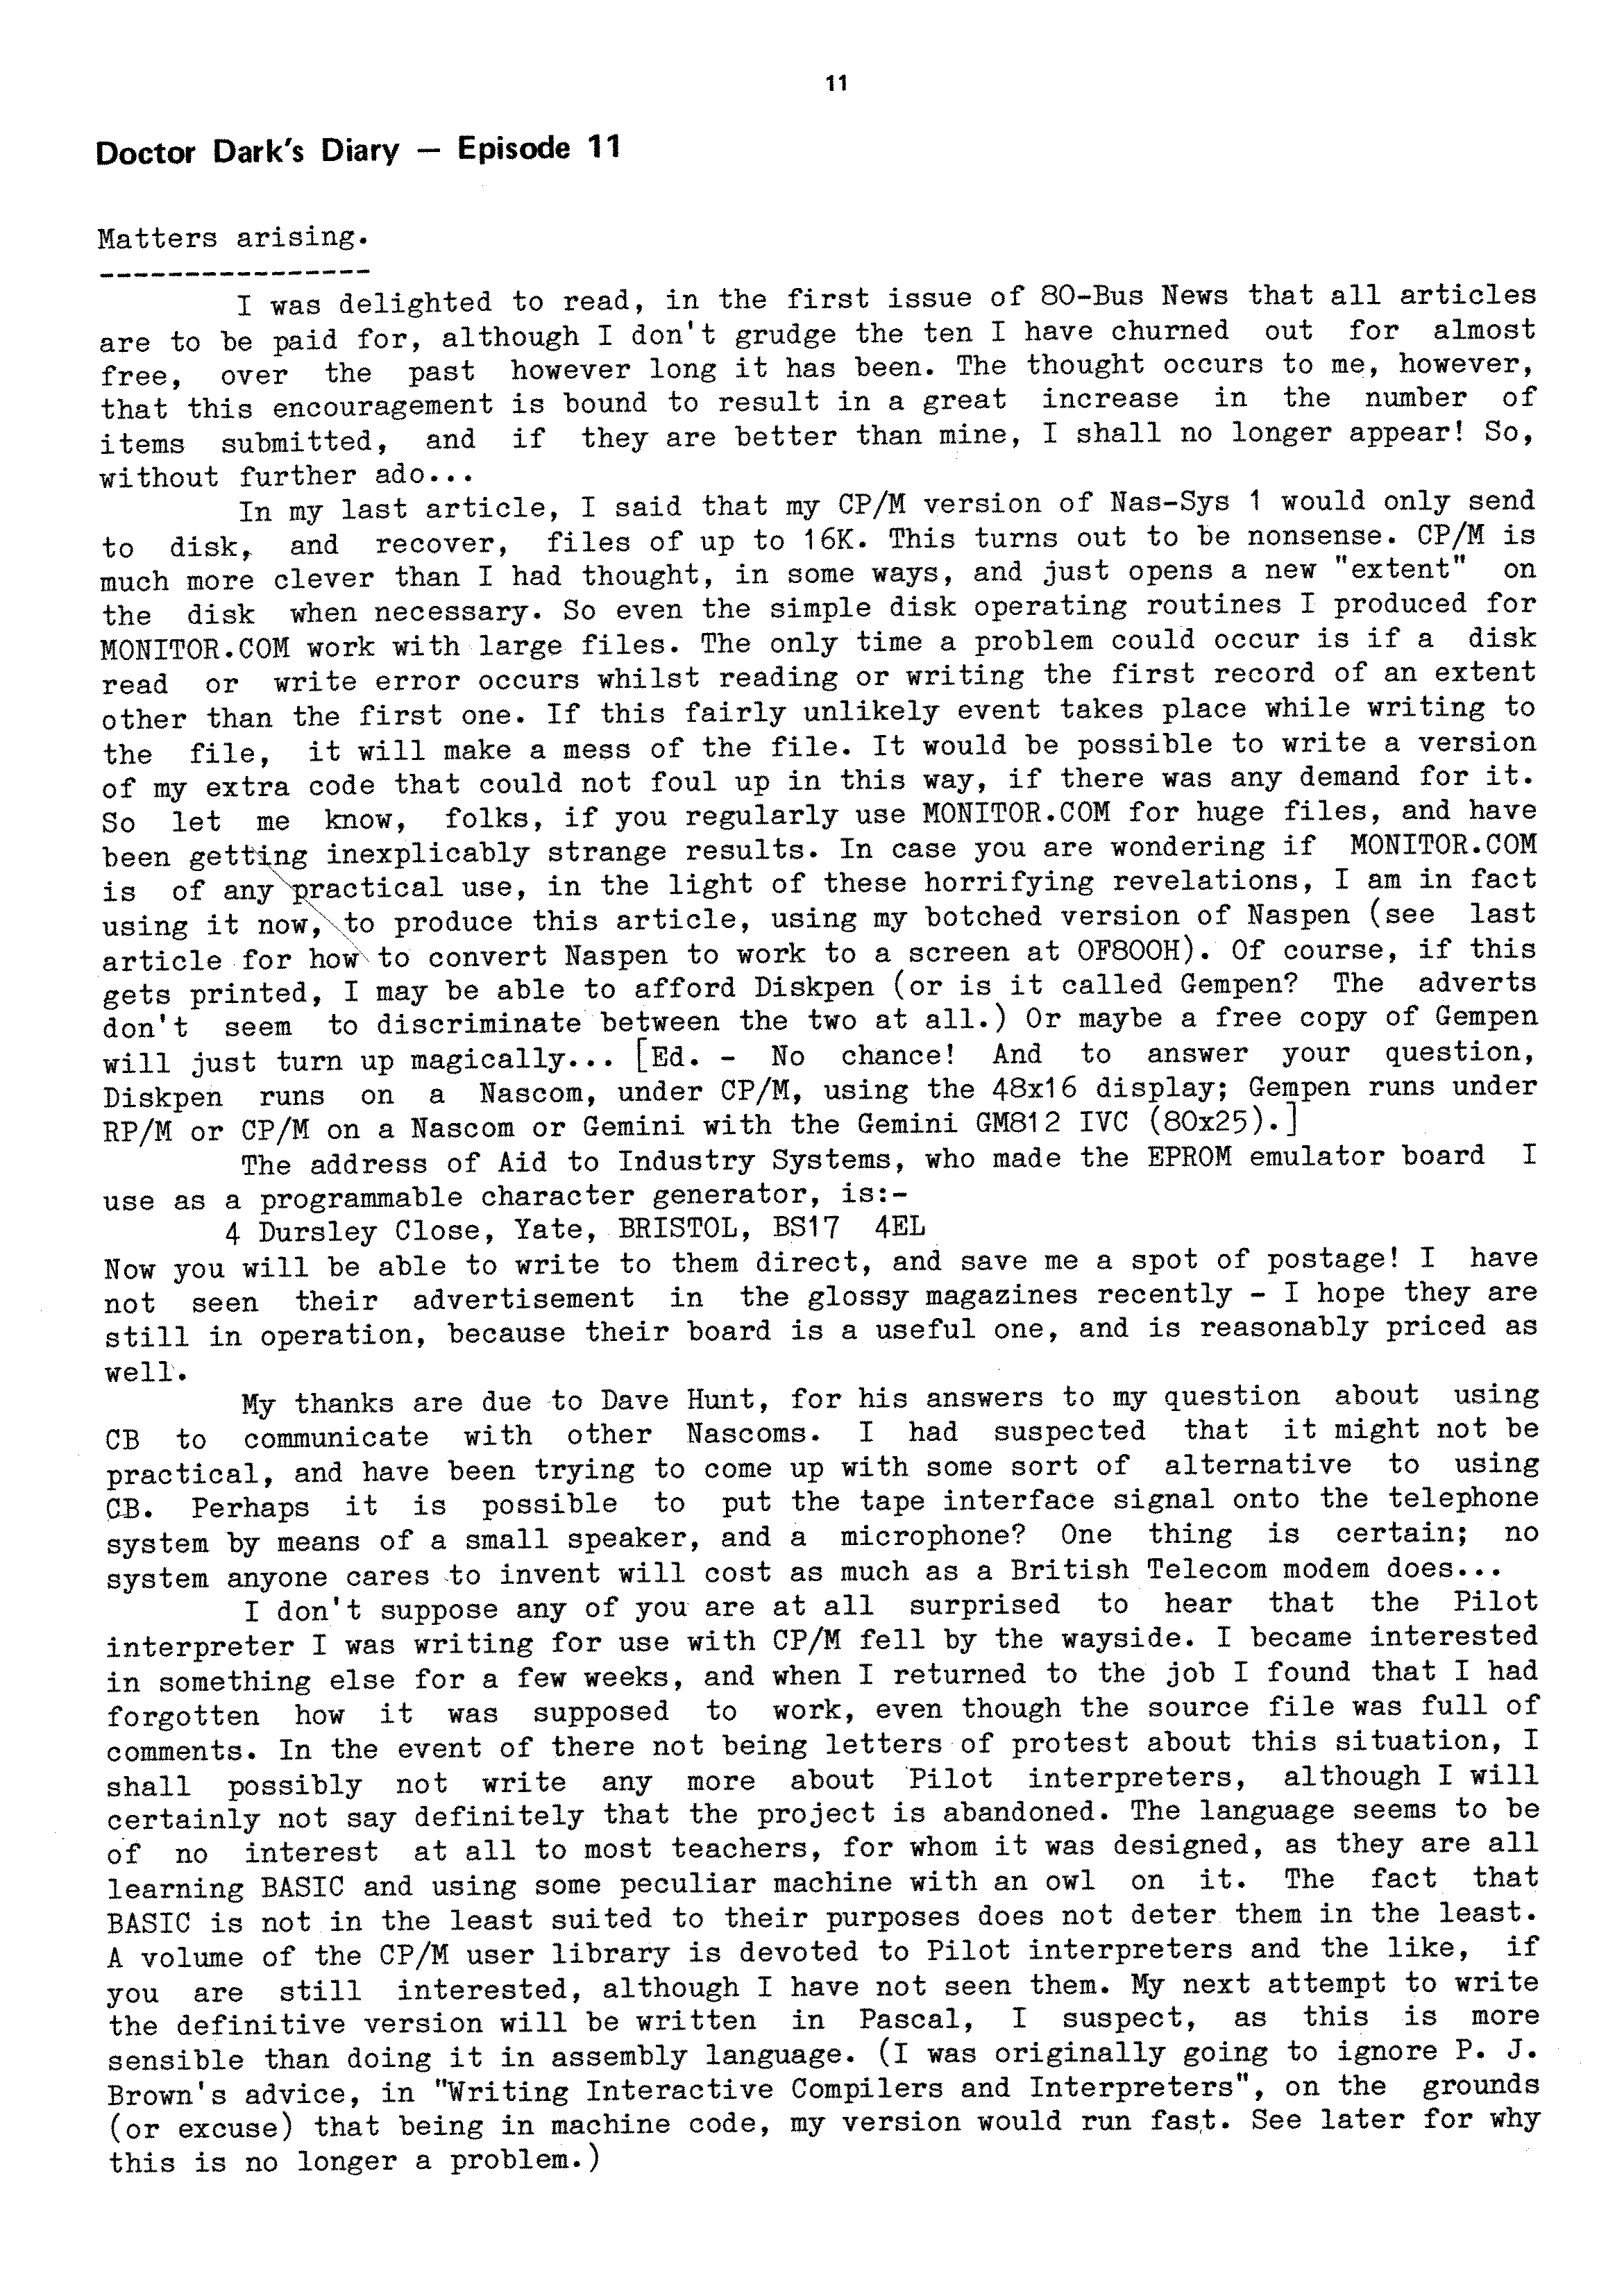 11
Doctor Dark's Diary — Episode 11
Matters arising.
----------------
I was delighted to read, in the first issue of 80-Bus News that all articles
are to be paid for, although I don't grudge the ten I have churned out for almost
free, over the past however long it has been. The thought occurs to me, however,
that this encouragement is bound to result in a great increase in the number of
items submitted, and if they are better than mine, I shall no longer appear! So,
without further ado...
In my last article, I said that my CP/M version of Nas-Sys 1 would only send
to disk, and recover, files of up to 16K. This turns out to be nonsense. CP/M is
much more clever than I had thought, in some ways, and just opens a new "extent" on
the disk when necessary. So even the simple disk operating routines I produced for
MONITOR.COM work with large files. The only time a problem could occur is if a disk
read or write error occurs whilst reading or writing the first record of an extent
other than the first one. If this fairly unlikely event takes place while writing to
the file, it will make a mess of the file. It would be possible to write a version
of my extra code that could not foul up in this way, if there was any demand for it.
So let me know, folks, if you regularly use MONITOR.COM for huge files, and have
been getting inexplicably strange results. In case you are wondering if MONITOR.COM
is of any practical use, in the light of these horrifying revelations, I am in fact
using it now, to produce this article, using my botched version of Naspen (see last
article for how to convert Naspen to work to a screen at 0F800H). Of course, if this
gets printed, I may be able to afford Diskpen (or is it called Gempen? The adverts
don't seem to discriminate between the two at all.) Or maybe a free copy of Gempen
will just turn up magically... [Ed. - No chance! And to answer your question,
Diskpen runs on a Nascom, under CP/M, using the 48x16 display; Gempen runs under
RP/M or CP/M on a Nascom or Gemini with the Gemini GM812 IVC (80x25).]
The address of Aid to Industry Systems, who made the EPROM emulator board I
use as a programmable character generator, is:-
4 Dursley Close, Yate, BRISTOL, BS17 4EL
Now you will be able to write to them direct, and save me a spot of postage! I have
not seen their advertisement in the glossy magazines recently - I hope they are
still in operation, because their board is a useful one, and is reasonably priced as
well.
My thanks are due to Dave Hunt, for his answers to my question about using
CB to communicate with other Nascoms. I had suspected that it might not be
practical, and have been trying to come up with some sort of alternative to using
CB. Perhaps it is possible to put the tape interface signal onto the telephone
system by means of a small speaker, and a microphone? One thing is certain; no
system anyone cares to invent will cost as much as a British Telecom modem does...
I don't suppose any of you are at all surprised to hear that the Pilot
interpreter I was writing for use with CP/M fell by the wayside. I became interested
in something else for a few weeks, and when I returned to the job I found that I had
forgotten how it was supposed to work, even though the source file was full of
comments. In the event of there not being letters of protest about this situation, I
shall possibly not write any more about Pilot interpreters, although I will
certainly not say definitely that the project is abandoned. The language seems to be
of no interest at all to most teachers, for whom it was designed, as they are all
learning BASIC and using some peculiar machine with an owl on it. The fact that
BASIC is not in the least suited to their purposes does not deter them in the least.
A volume of the CP/M user library is devoted to Pilot interpreters and the like, if
you are still interested, although I have not seen them. My next attempt to write
the definitive version will be written in Pascal, I suspect, as this is more
sensible than doing it in assembly language. (I was originally going to ignore P. J.
Brown's advice, in "Writing Interactive Compilers and Interpreters", on the grounds
(or excuse) that being in machine code, my version would run fast. See later for why
this is no longer a problem.)